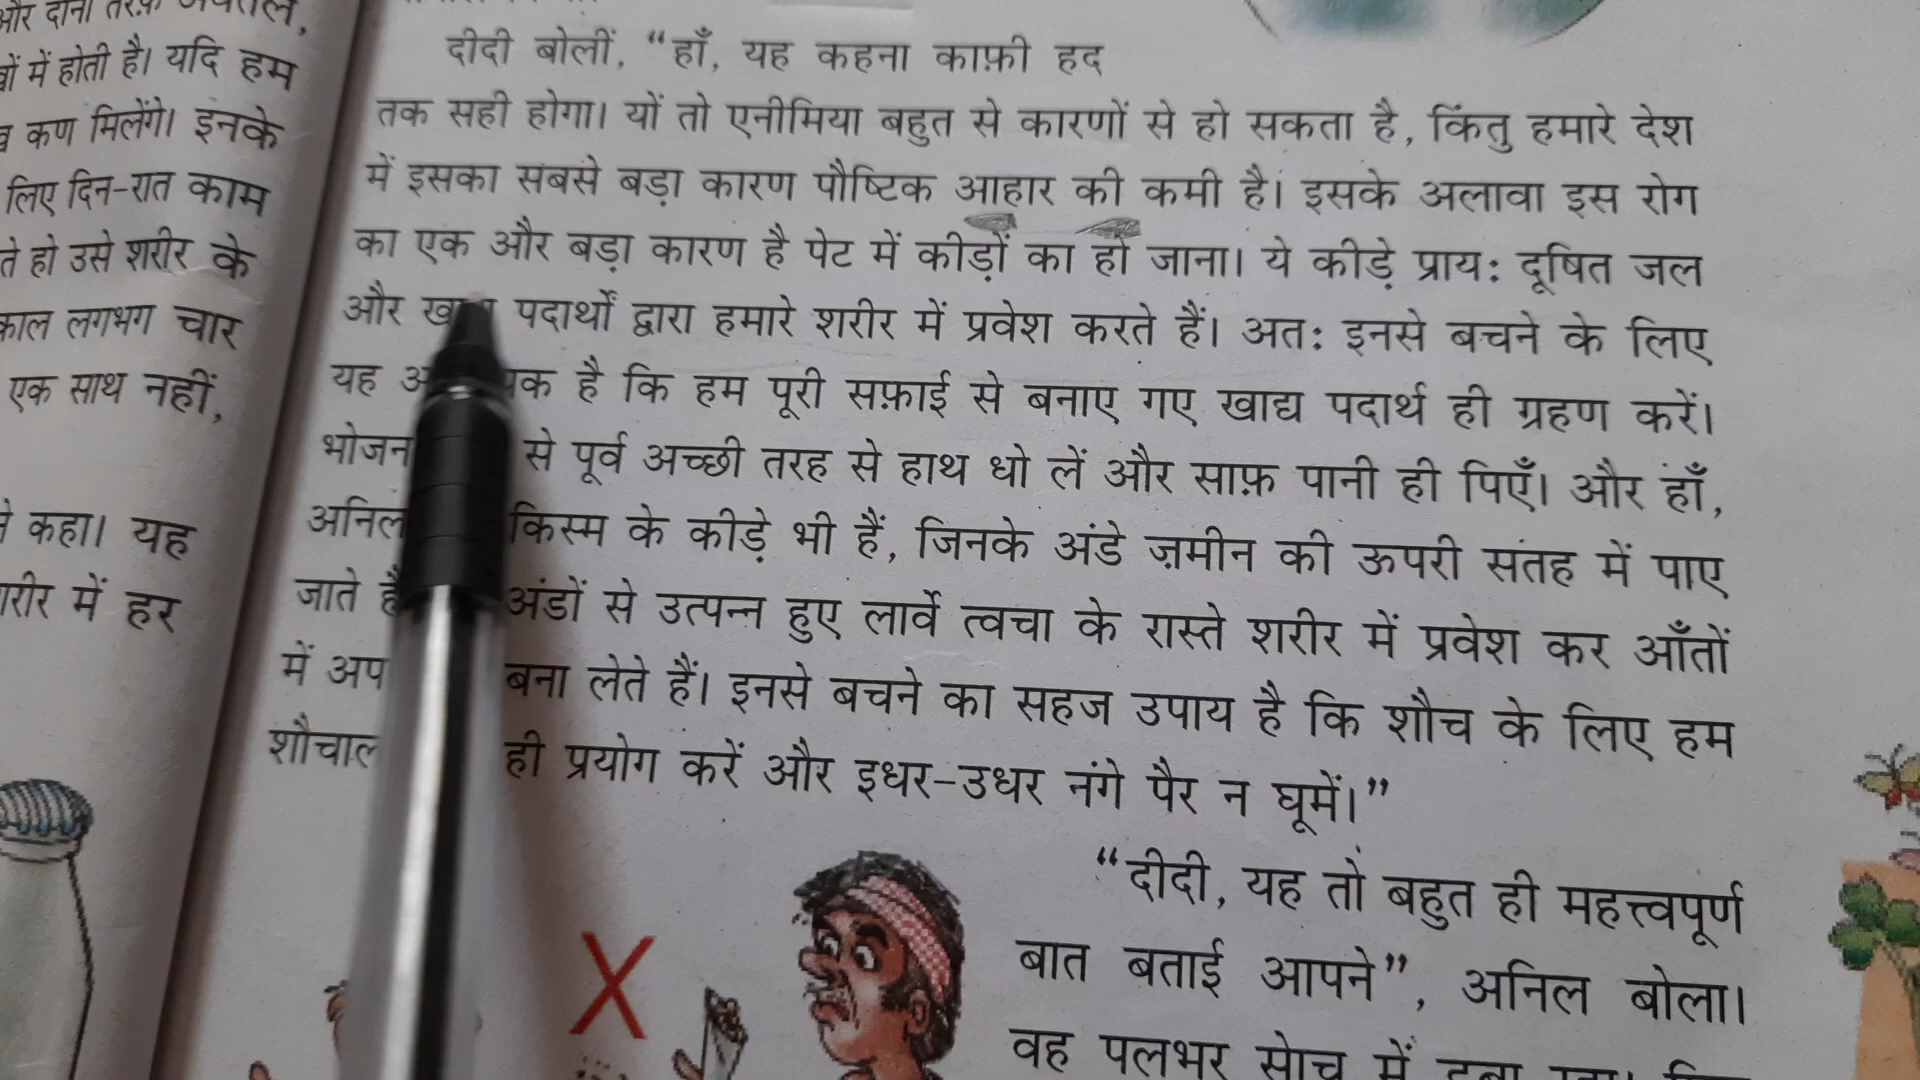 और दोनों तरफ़
में होती है। यदि हम
कण मिलेंगे। इनके
लिए दिन-रात काम
हो उसे शरीर के
लगभग चार
एक साथ नहीं,
कहा। यह
में हर
दीदी बोलीं, “हाँ, यह कहना काफ़ी हद
तक सही होगा। यों तो एनीमिया बहुत से कारणों से हो सकता है, किंतु हमारे देश
में इसका सबसे बड़ा कारण पौष्टिक आहार की कमी है। इसके अलावा इस रोग
का एक और बड़ा कारण है पेट में कीड़ों का हो जाना। ये कीड़े प्राय: दूषित जल
और पदार्थों द्वारा हमारे शरीर में प्रवेश करते हैं। अत: इनसे बचने के लिए
यह है कि हम पूरी सफ़ाई से बनाए गए खाद्य पदार्थ ही ग्रहण करें।
भोजन से पूर्व अच्छी तरह से हाथ धो लें और साफ़ पानी ही पिएँ। और हाँ,
अनिल किस्म के कीड़े भी हैं, जिनके अंडे ज़मीन की ऊपरी सतह में पाए
जाते अंडों से उत्पन्न हुए लार्वे त्वचा के रास्ते शरीर में प्रवेश कर आँतों
में बना लेते हैं। इनसे बचने का सहज उपाय है कि शौच के लिए हम
ही प्रयोग करें और इधर-उधर नंगे पैर न घूमें।”
“दीदी, यह तो बहुत ही महत्त्वपूर्ण
बात बताई आपने”, अनिल बोला।
वह पलभर सोच में